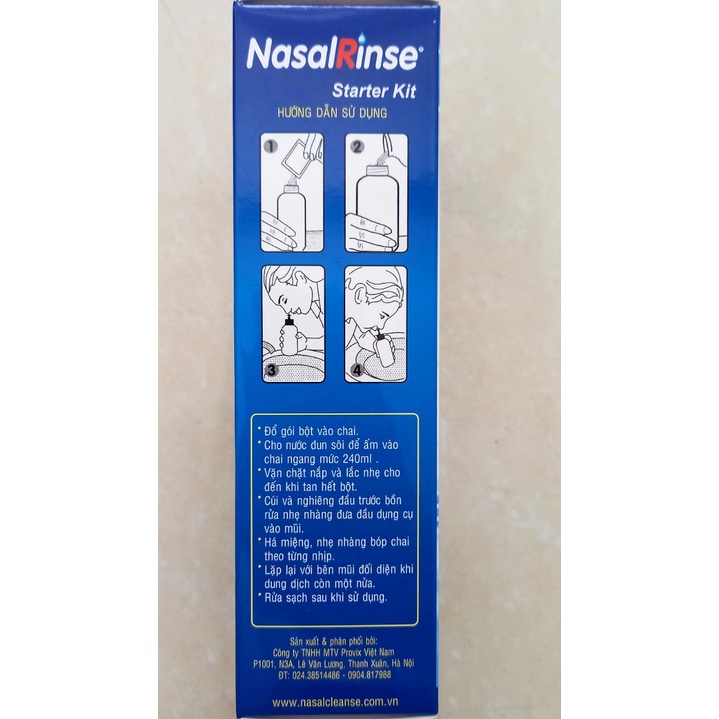 NasalRinse®
Starter Kit
HƯỚNG DẪN SỬ DỤNG
1
2
3
4
* Đổ gói bột vào chai.
* Cho nước đun sôi để ấm vào
chai ngang mức 240ml .
* Vặn chặt nắp và lắc nhẹ cho
đến khi tan hết bột.
* Cúi và nghiêng đầu trước bồn
rửa nhẹ nhàng đưa đầu dụng cụ
vào mũi.
* Há miệng, nhẹ nhàng bóp chai
theo từng nhịp.
* Lặp lại với bên mũi đối diện khi
dung dịch còn một nửa.
* Rửa sạch sau khi sử dụng.
Sản xuất & phân phối bởi:
Công ty TNHH MTV Provix Việt Nam
P1001, N3A, Lê Văn Lương, Thanh Xuân, Hà Nội
ĐT: 024.38514486 - 0904.817988
www.nasalcleanse.com.vn